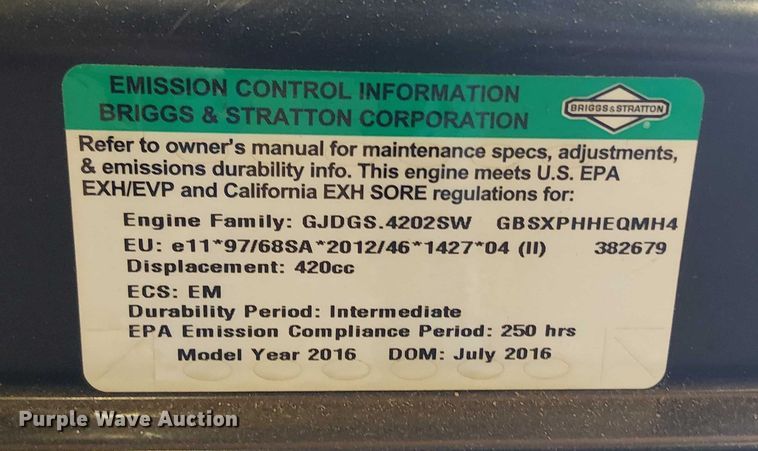 EMISSION CONTROL INFORMATION
BRIGGS & STRATTON CORPORATION
BRIGGS&STRATTON
®
Refer to owner's manual for maintenance specs, adjustments,
& emissions durability info. This engine meets U.S. EPA
EXH/EVP and California EXH SORE regulations for:
Engine Family: GJDGS.4202SW GBSXPHHEQMH4
EU: e11*97/68SA*2012/46*1427*04 (II) 382679
Displacement: 420cc
ECS: EM
Durability Period: Intermediate
EPA Emission Compliance Period: 250 hrs
Model Year 2016 DOM: July 2016
Purple Wave Auction